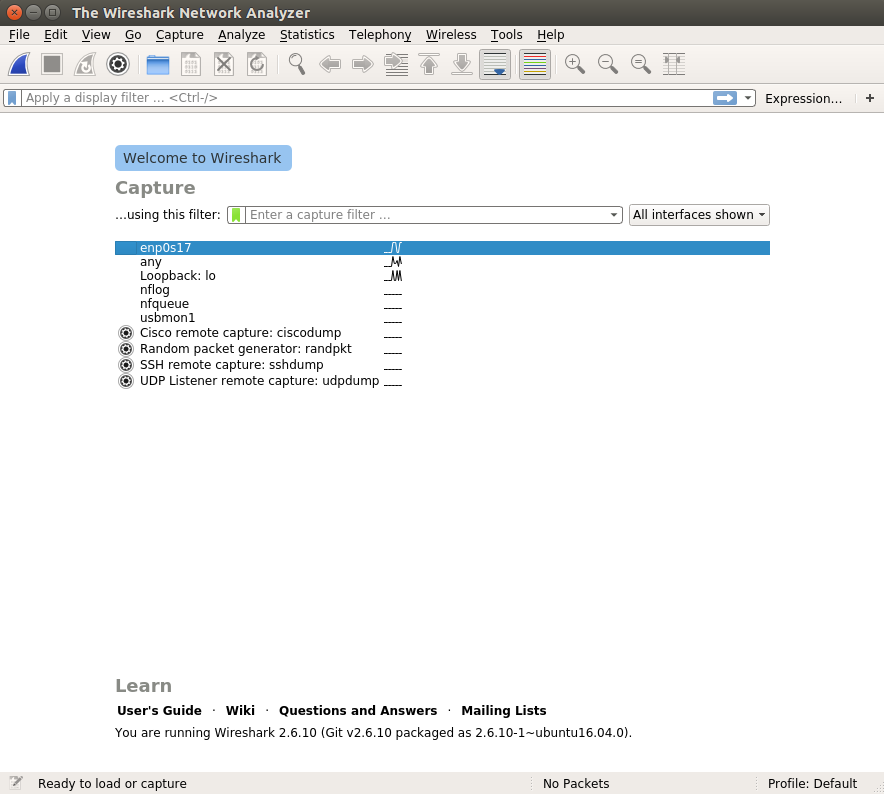 The Wireshark Network Analyzer
File Edit View Go Capture Analyze Statistics Telephony Wireless Tools Help
Apply a display filter ... <Ctrl-/> Expression... +
Welcome to Wireshark
Capture
...using this filter: Enter a capture filter ... All interfaces shown
enp0s17
any
Loopback: lo
nflog
nfqueue
usbmon1
Cisco remote capture: ciscodump
Random packet generator: randpkt
SSH remote capture: sshdump
UDP Listener remote capture: udpdump
Learn
User's Guide · Wiki · Questions and Answers · Mailing Lists
You are running Wireshark 2.6.10 (Git v2.6.10 packaged as 2.6.10-1~ubuntu16.04.0).
Ready to load or capture No Packets Profile: Default